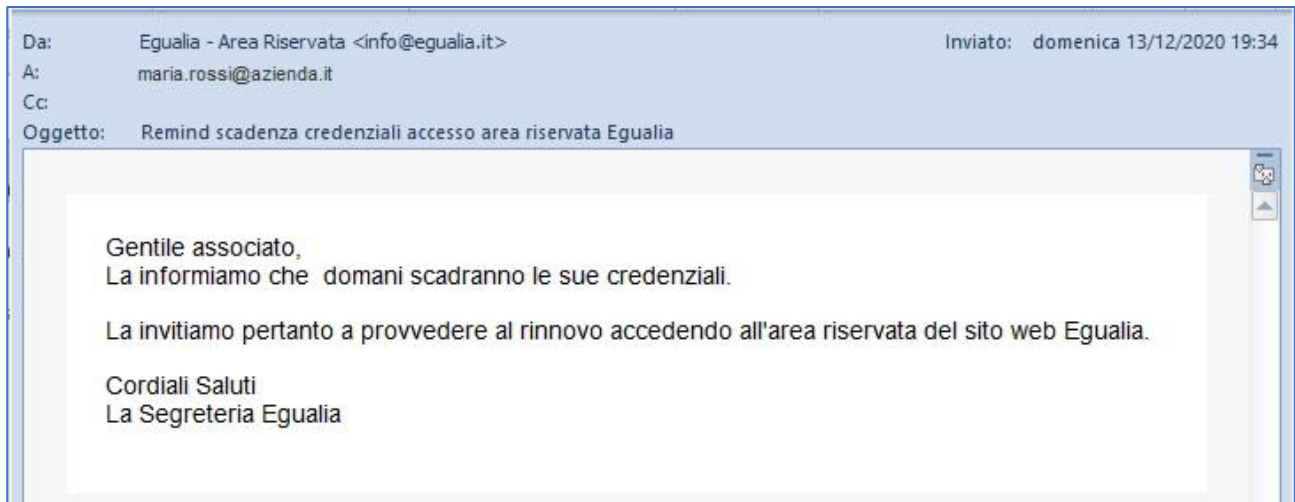 Da: Egualia - Area Riservata <info@egualia.it> Inviato: domenica 13/12/2020 19:34
A: maria.rossi@azienda.it
Cc:
Oggetto: Remind scadenza credenziali accesso area riservata Egualia
Gentile associato,
La informiamo che  domani scadranno le sue credenziali.
La invitiamo pertanto a provvedere al rinnovo accedendo all'area riservata del sito web Egualia.
Cordiali Saluti
La Segreteria Egualia